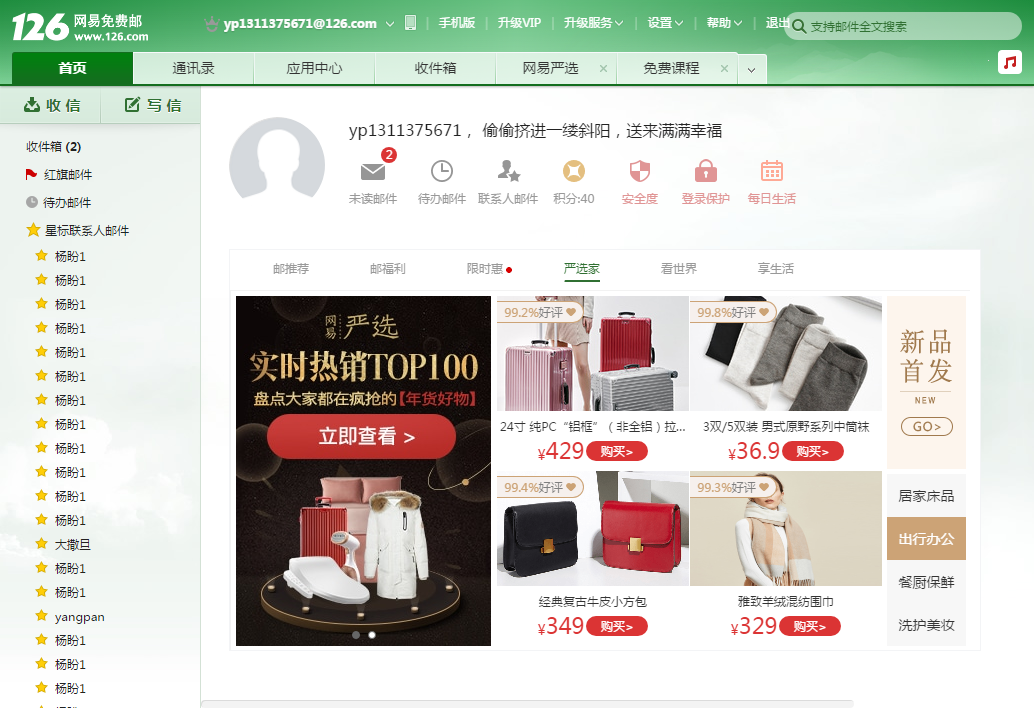 126 网易免费邮
www.126.com
yp1311375671@126.com
手机版
升级VIP
升级服务
设置
帮助
退出
支持邮件全文搜索
首页
通讯录
应用中心
收件箱
网易严选
免费课程
收信
写信
收件箱 (2)
红旗邮件
待办邮件
星标联系人邮件
杨盼1
杨盼1
杨盼1
杨盼1
杨盼1
杨盼1
杨盼1
杨盼1
杨盼1
杨盼1
杨盼1
杨盼1
大撒旦
杨盼1
杨盼1
yangpan
杨盼1
杨盼1
杨盼1
yp1311375671 ,  偷偷挤进一缕斜阳，送来满满幸福
2
未读邮件
待办邮件
联系人邮件
积分:40
安全度
登录保护
每日生活
邮推荐
邮福利
限时惠
严选家
看世界
享生活
网易严选
实时热销TOP100
盘点大家都在疯抢的【年货好物】
立即查看 >
99.2%好评
24寸 纯PC“铝框”（非全铝）拉...
¥429 购买>
99.8%好评
3双/5双装 男式原野系列中筒袜
¥36.9 购买>
99.4%好评
经典复古牛皮小方包
¥349 购买>
99.3%好评
雅致羊绒混纺围巾
¥329 购买>
新品
首发
NEW
GO>
居家床品
出行办公
餐厨保鲜
洗护美妆